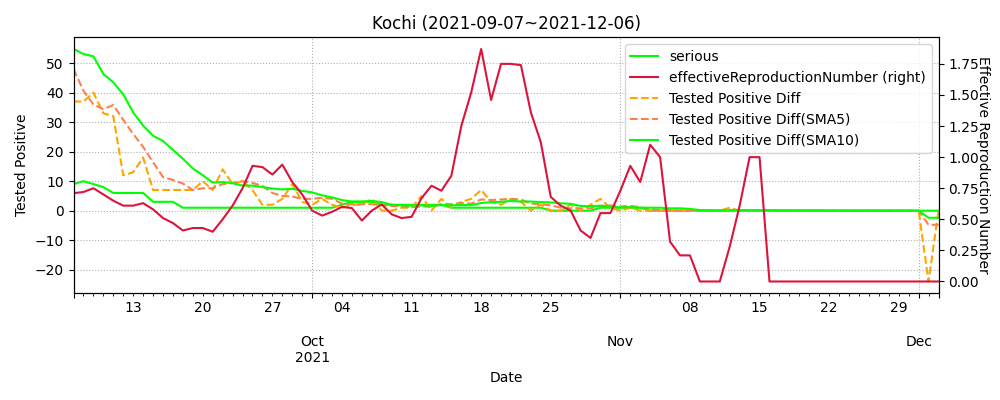 Kochi (2021-09-07~2021-12-06)
serious
effectiveReproductionNumber (right)
Tested Positive Diff
Tested Positive Diff(SMA5)
Tested Positive Diff(SMA10)
Tested Positive
50
40
30
20
10
0
−10
−20
Effective Reproduction Number
1.75
1.50
1.25
1.00
0.75
0.50
0.25
0.00
13 20 27 04 11 18 25 08 15 22 29
Oct Nov Dec
2021
Date